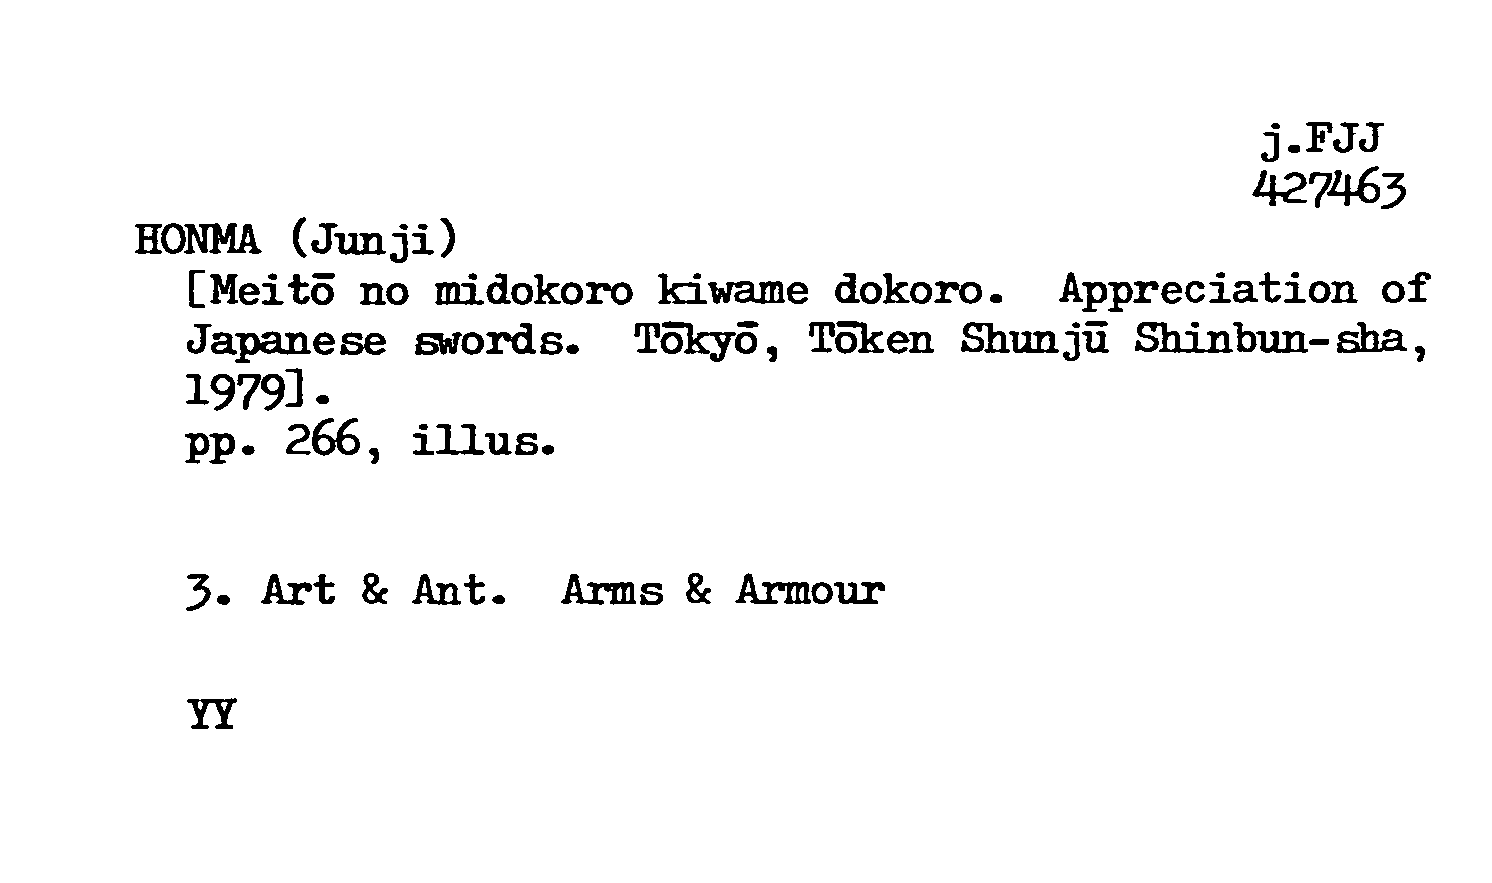 j.FJJ
427463
HONMA (Junji)
[Meitō no midokoro kiwame dokoro. Appreciation of
Japanese swords. Tōkyō, Tōken Shunjū Shinbun-sha,
1979].
pp. 266, illus.
3. Art & Ant. Arms & Armour
YY